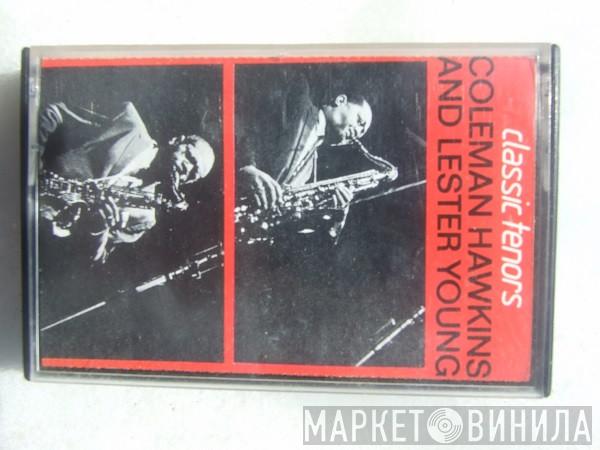 classic tenors
COLEMAN HAWKINS
AND LESTER YOUNG
МАРКЕТ ВИНИЛА